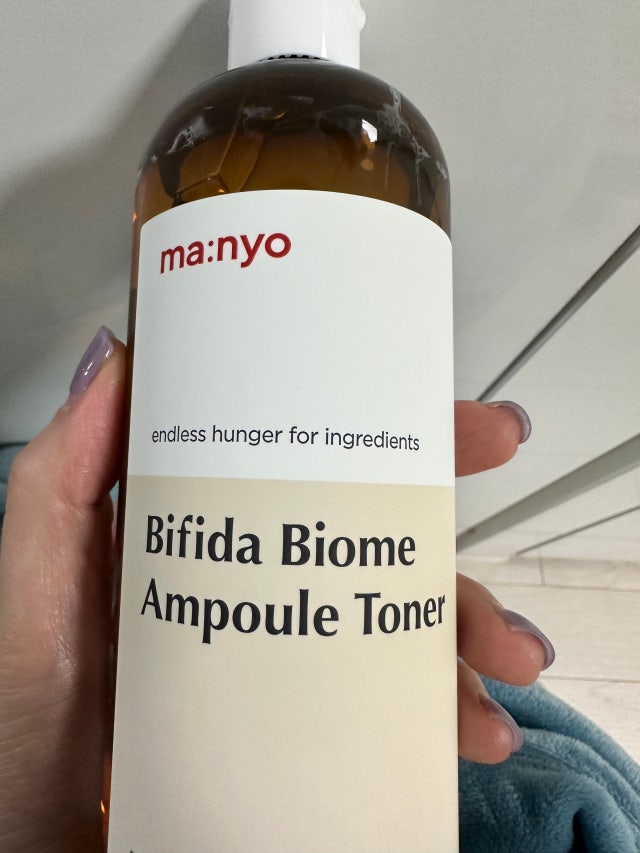 ma:nyo
endless hunger for ingredients
Bifida Biome
Ampoule Toner